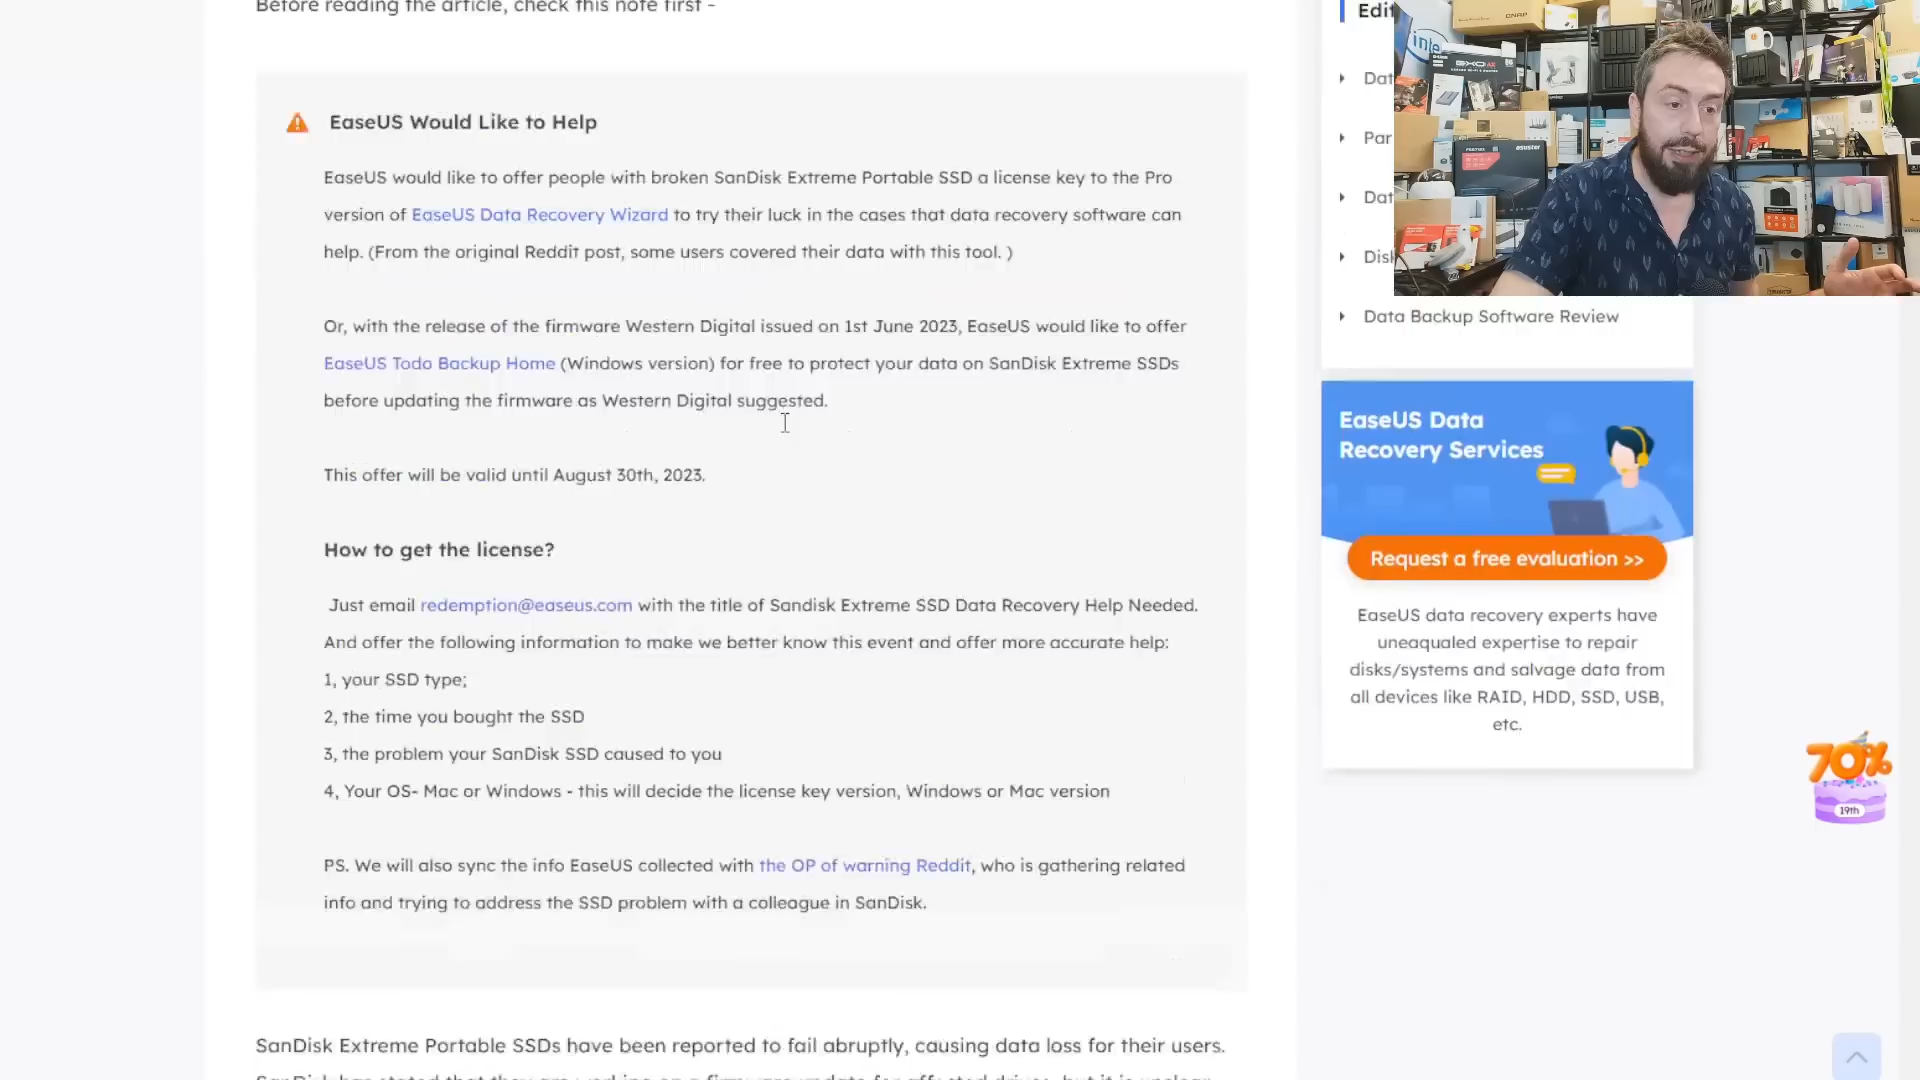 Before reading the article, check this note first -
EaseUS Would Like to Help
EaseUS would like to offer people with broken SanDisk Extreme Portable SSD a license key to the Pro
version of EaseUS Data Recovery Wizard to try their luck in the cases that data recovery software can
help. (From the original Reddit post, some users covered their data with this tool. )
Or, with the release of the firmware Western Digital issued on 1st June 2023, EaseUS would like to offer
EaseUS Todo Backup Home (Windows version) for free to protect your data on SanDisk Extreme SSDs
before updating the firmware as Western Digital suggested.
This offer will be valid until August 30th, 2023.
How to get the license?
Just email redemption@easeus.com with the title of Sandisk Extreme SSD Data Recovery Help Needed.
And offer the following information to make we better know this event and offer more accurate help:
1, your SSD type;
2, the time you bought the SSD
3, the problem your SanDisk SSD caused to you
4, Your OS- Mac or Windows - this will decide the license key version, Windows or Mac version
PS. We will also sync the info EaseUS collected with the OP of warning Reddit, who is gathering related
info and trying to address the SSD problem with a colleague in SanDisk.
SanDisk Extreme Portable SSDs have been reported to fail abruptly, causing data loss for their users.
Edit
Dat
Par
Dat
Disk
Data Backup Software Review
EaseUS Data
Recovery Services
Request a free evaluation >>
EaseUS data recovery experts have
uneaqualed expertise to repair
disks/systems and salvage data from
all devices like RAID, HDD, SSD, USB,
etc.
70%
19th
QNAP
inte
EXO AX
asustor